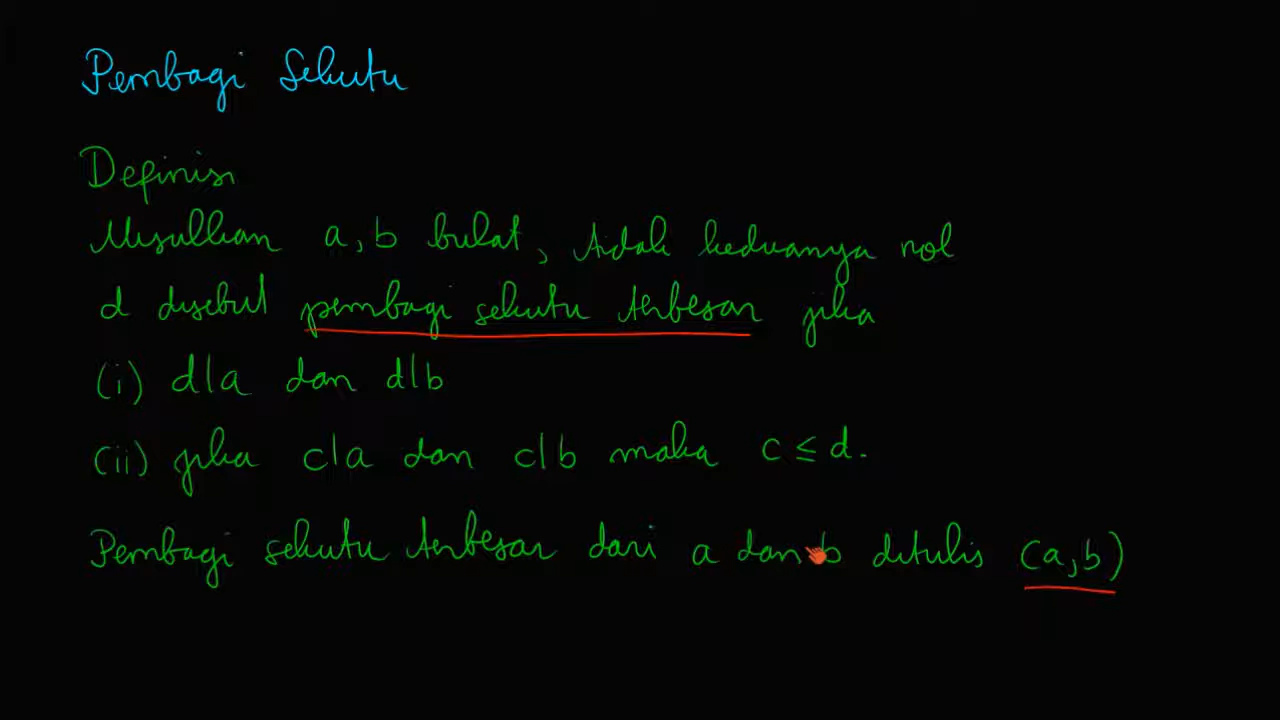 Pembagi Sekutu
Definisi
Misalkan a, b bulat, tidak keduanya nol
d disebut pembagi sekutu terbesar jika
(i) d|a dan d|b
(ii) jika c|a dan c|b maka c ≤ d.
Pembagi sekutu terbesar dari a dan b ditulis (a,b)